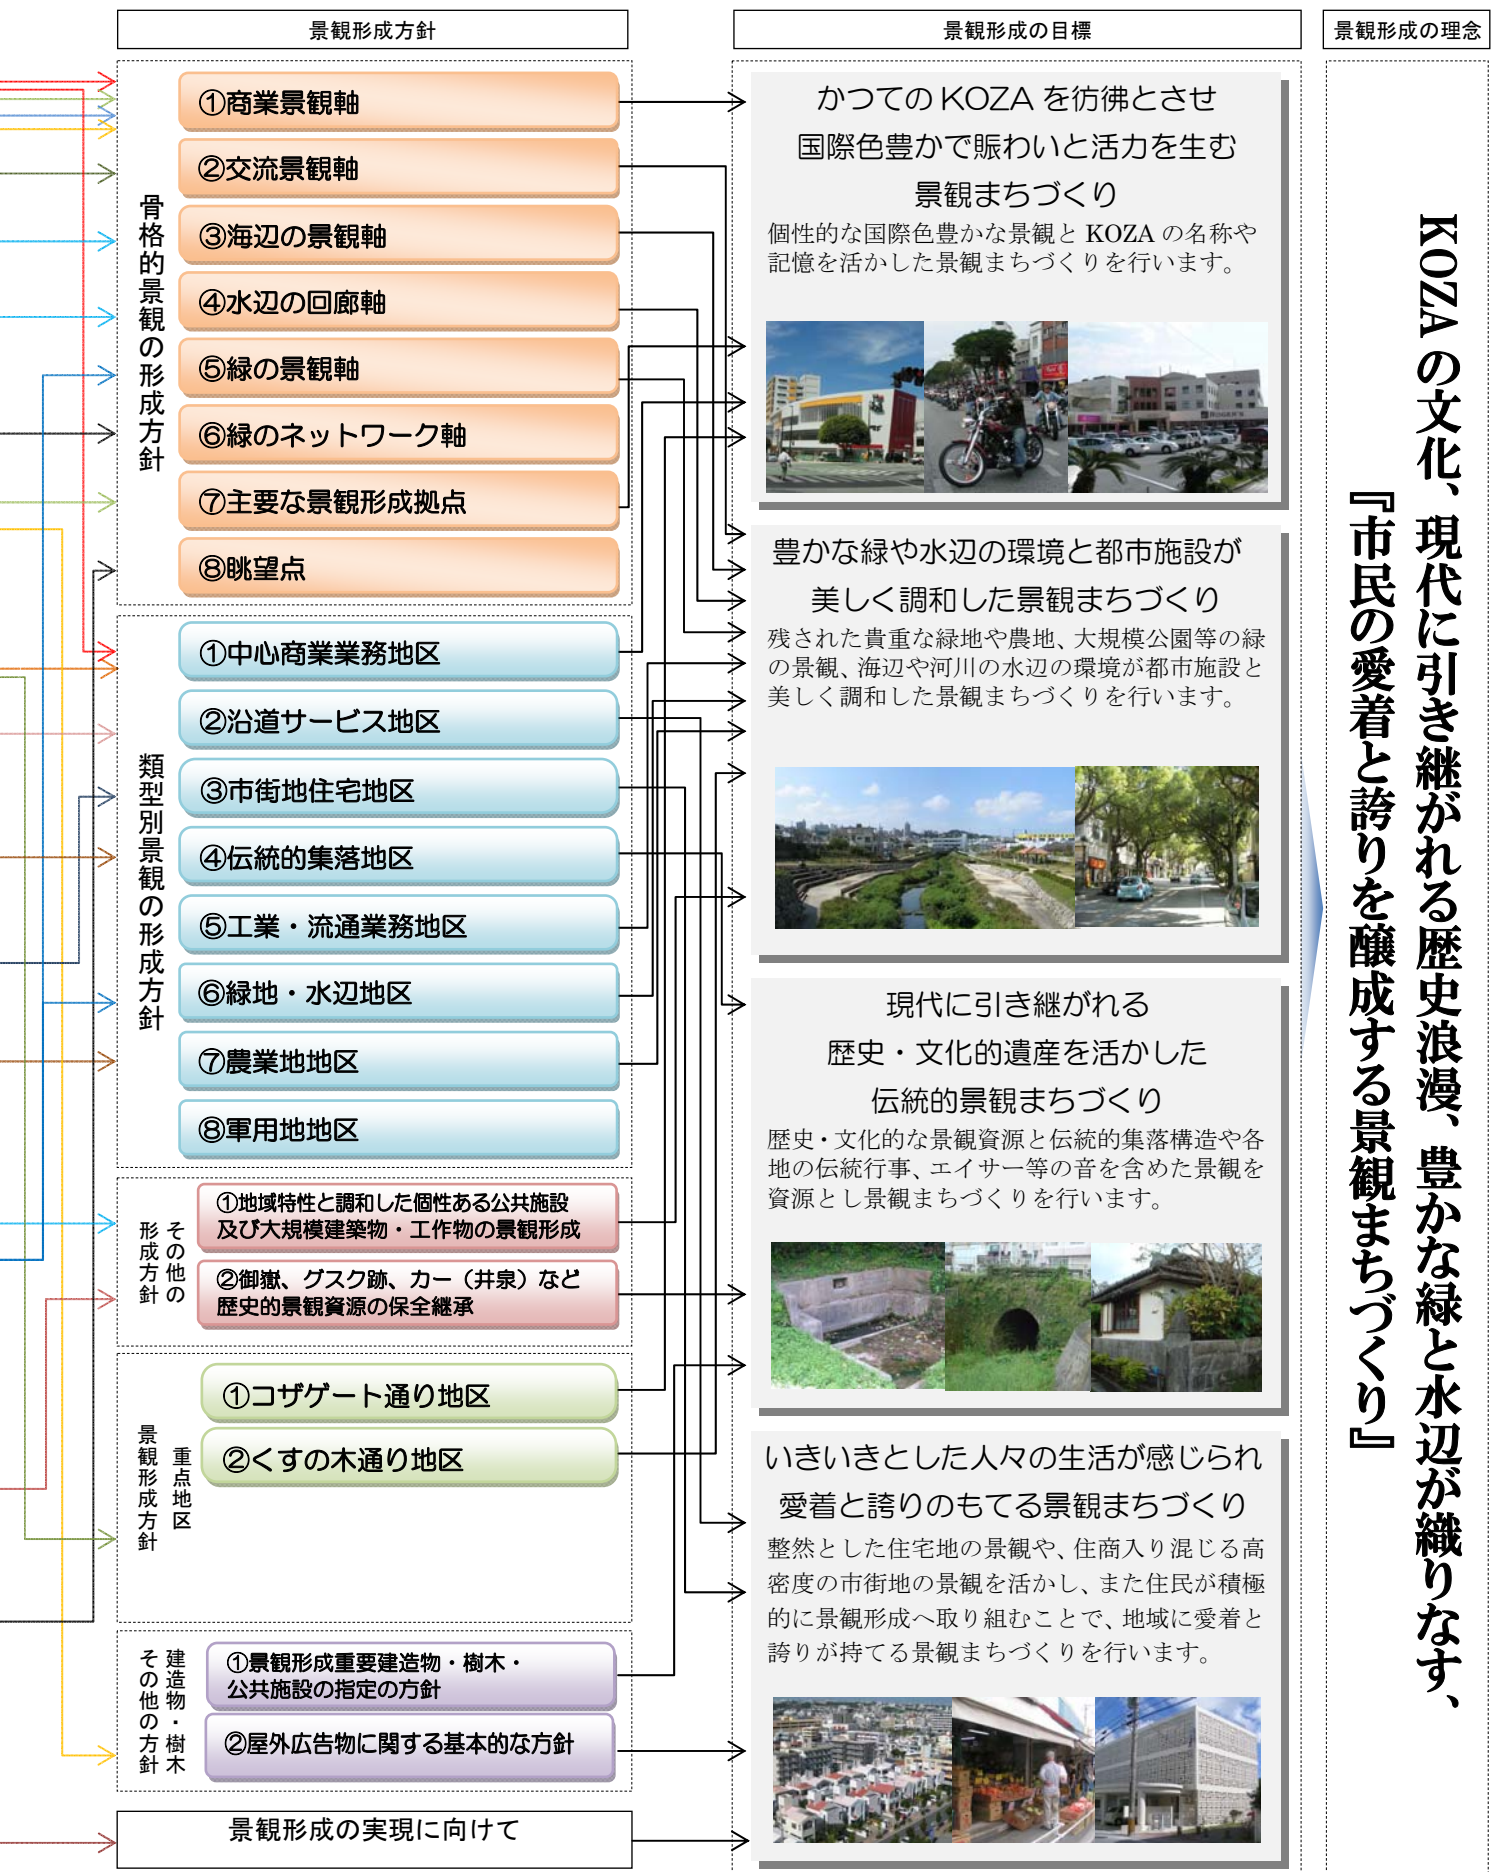 景観形成方針
骨格的景観の形成方針
①商業景観軸
②交流景観軸
③海辺の景観軸
④水辺の回廊軸
⑤緑の景観軸
⑥緑のネットワーク軸
⑦主要な景観形成拠点
⑧眺望点
類型別景観の形成方針
①中心商業業務地区
②沿道サービス地区
③市街地住宅地区
④伝統的集落地区
⑤工業・流通業務地区
⑥緑地・水辺地区
⑦農業地地区
⑧軍用地地区
その他の
形成方針
①地域特性と調和した個性ある公共施設
及び大規模建築物・工作物の景観形成
②御嶽、グスク跡、カー（井泉）など
歴史的景観資源の保全継承
重点地区
景観形成方針
①コザゲート通り地区
②くすの木通り地区
建造物・樹木
その他の方針
①景観形成重要建造物・樹木・
公共施設の指定の方針
②屋外広告物に関する基本的な方針
景観形成の実現に向けて
景観形成の目標
かつてのKOZAを彷彿とさせ
国際色豊かで賑わいと活力を生む
景観まちづくり
個性的な国際色豊かな景観と KOZA の名称や
記憶を活かした景観まちづくりを行います。
ROGER'S
豊かな緑や水辺の環境と都市施設が
美しく調和した景観まちづくり
残された貴重な緑地や農地、大規模公園等の緑
の景観、海辺や河川の水辺の環境が都市施設と
美しく調和した景観まちづくりを行います。
現代に引き継がれる
歴史・文化的遺産を活かした
伝統的景観まちづくり
歴史・文化的な景観資源と伝統的集落構造や各
地の伝統行事、エイサー等の音を含めた景観を
資源とし景観まちづくりを行います。
いきいきとした人々の生活が感じられ
愛着と誇りのもてる景観まちづくり
整然とした住宅地の景観や、住商入り混じる高
密度の市街地の景観を活かし、また住民が積極
的に景観形成へ取り組むことで、地域に愛着と
誇りが持てる景観まちづくりを行います。
景観形成の理念
KOZA の文化、現代に引き継がれる歴史浪漫、豊かな緑と水辺が織りなす、
『市民の愛着と誇りを醸成する景観まちづくり』